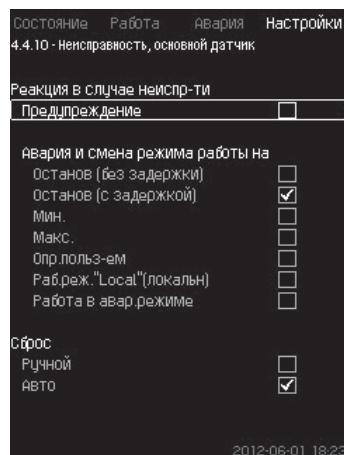 Состояние Работа Авария Настройки
4.4.10 - Неисправность, основной датчик
Реакция в случае неиспр-ти
Предупреждение
Авария и смена режима работы на
Останов (без задержки)
Останов (с задержкой)
Мин.
Макс.
Опр.польз-ем
Раб.реж."Local"(локальн)
Работа в авар.режиме
Сброс
Ручной
Авто
2012-06-01 18:23